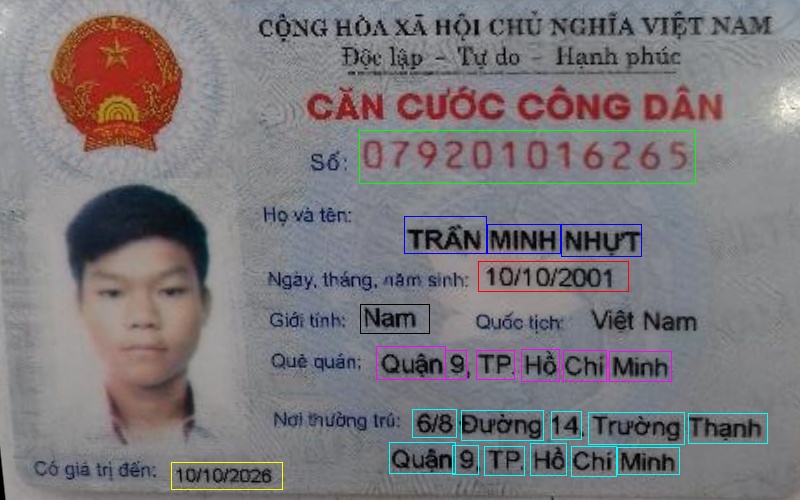 CỘNG HÒA XÃ HỘI CHỦ NGHĨA VIỆT NAM
Độc lập - Tự do - Hạnh phúc
CĂN CƯỚC CÔNG DÂN
Số: 079201016265
Họ và tên:
TRẦN MINH NHỰT
Ngày, tháng, năm sinh: 10/10/2001
Giới tính: Nam Quốc tịch: Việt Nam
Quê quán: Quận 9, TP. Hồ Chí Minh
Nơi thường trú: 6/8 Đường 14, Trường Thạnh
Quận 9, TP. Hồ Chí Minh
Có giá trị đến: 10/10/2026